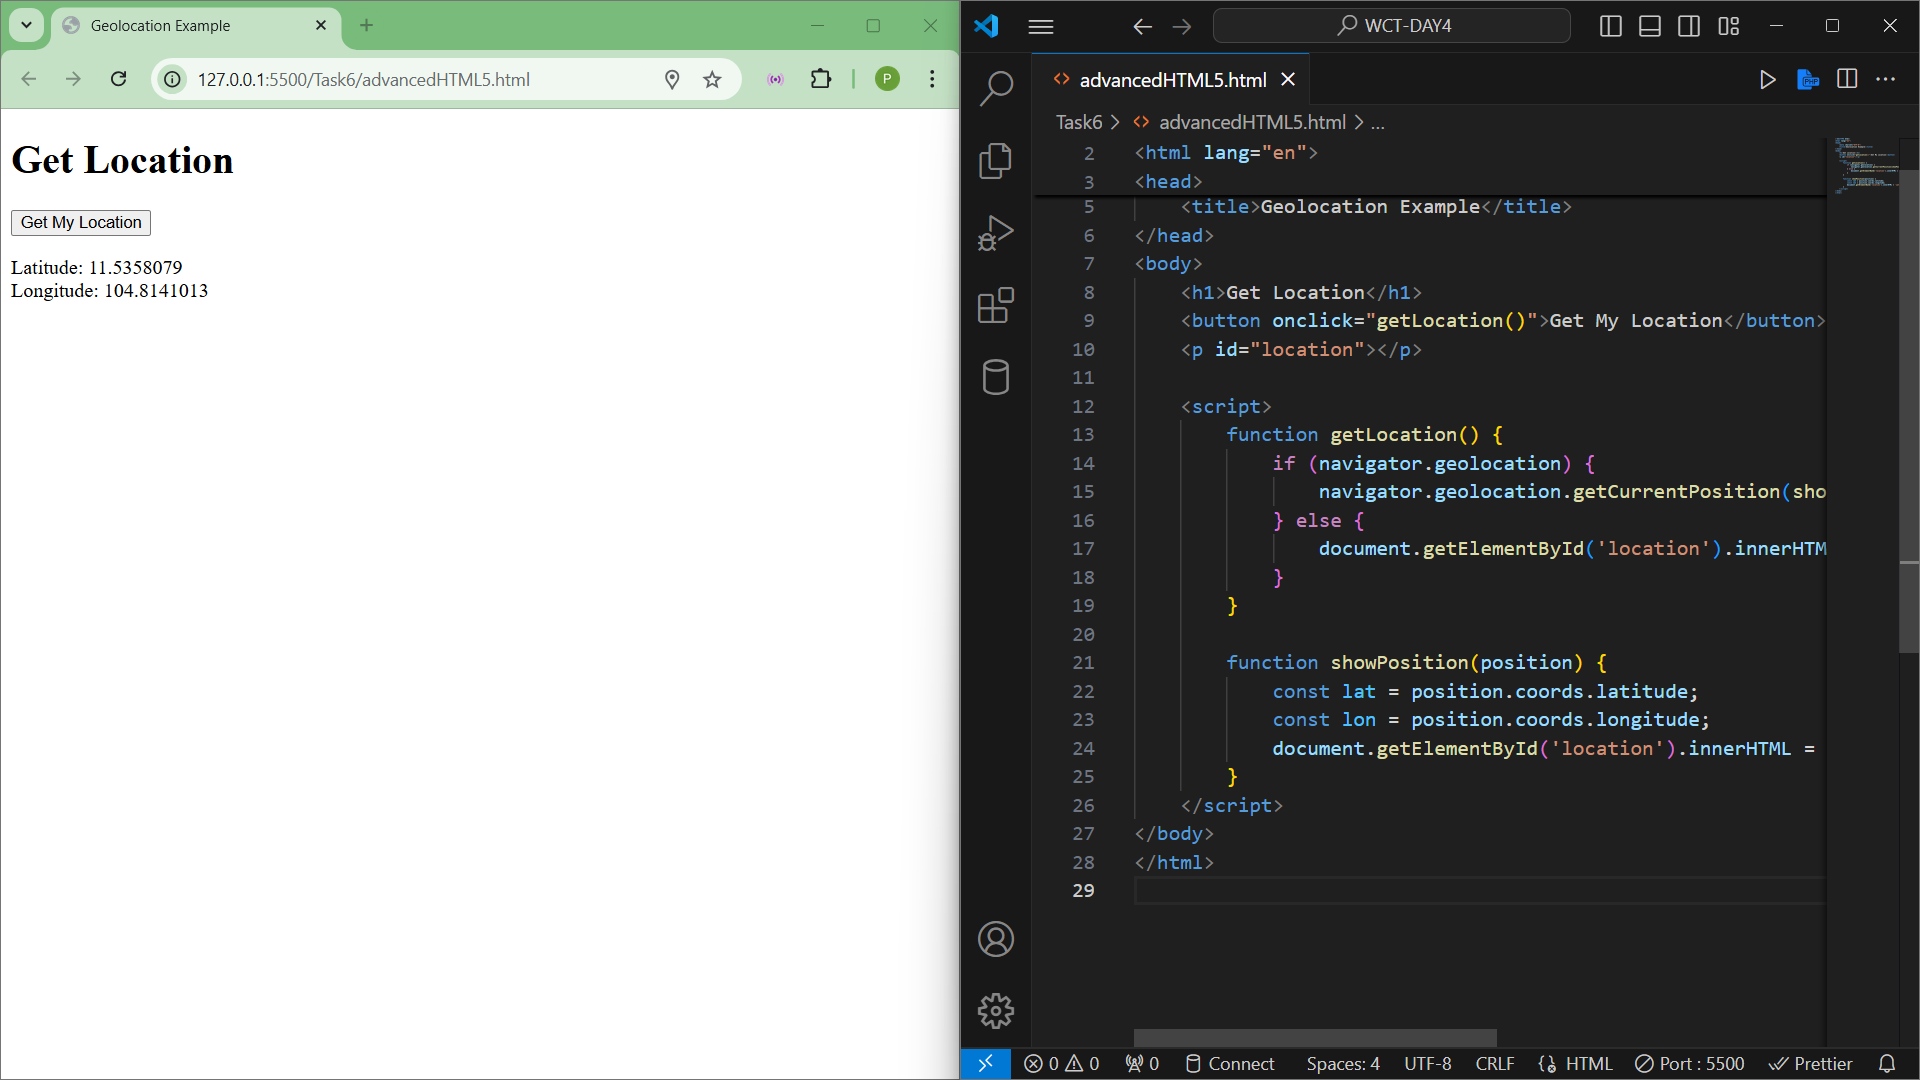 Geolocation Example
127.0.0.1:5500/Task6/advancedHTML5.html
P
Get Location
Get My Location
Latitude: 11.5358079
Longitude: 104.8141013
WCT-DAY4
advancedHTML5.html
Task6 > advancedHTML5.html > ...
2 <html lang="en">
3 <head>
5 <title>Geolocation Example</title>
6 </head>
7 <body>
8 <h1>Get Location</h1>
9 <button onclick="getLocation()">Get My Location</button>
10 <p id="location"></p>
11
12 <script>
13 function getLocation() {
14 if (navigator.geolocation) {
15 navigator.geolocation.getCurrentPosition(sho
16 } else {
17 document.getElementById('location').innerHTM
18 }
19 }
20
21 function showPosition(position) {
22 const lat = position.coords.latitude;
23 const lon = position.coords.longitude;
24 document.getElementById('location').innerHTML =
25 }
26 </script>
27 </body>
28 </html>
29
0 0 0 Connect Spaces: 4 UTF-8 CRLF HTML Port : 5500 Prettier